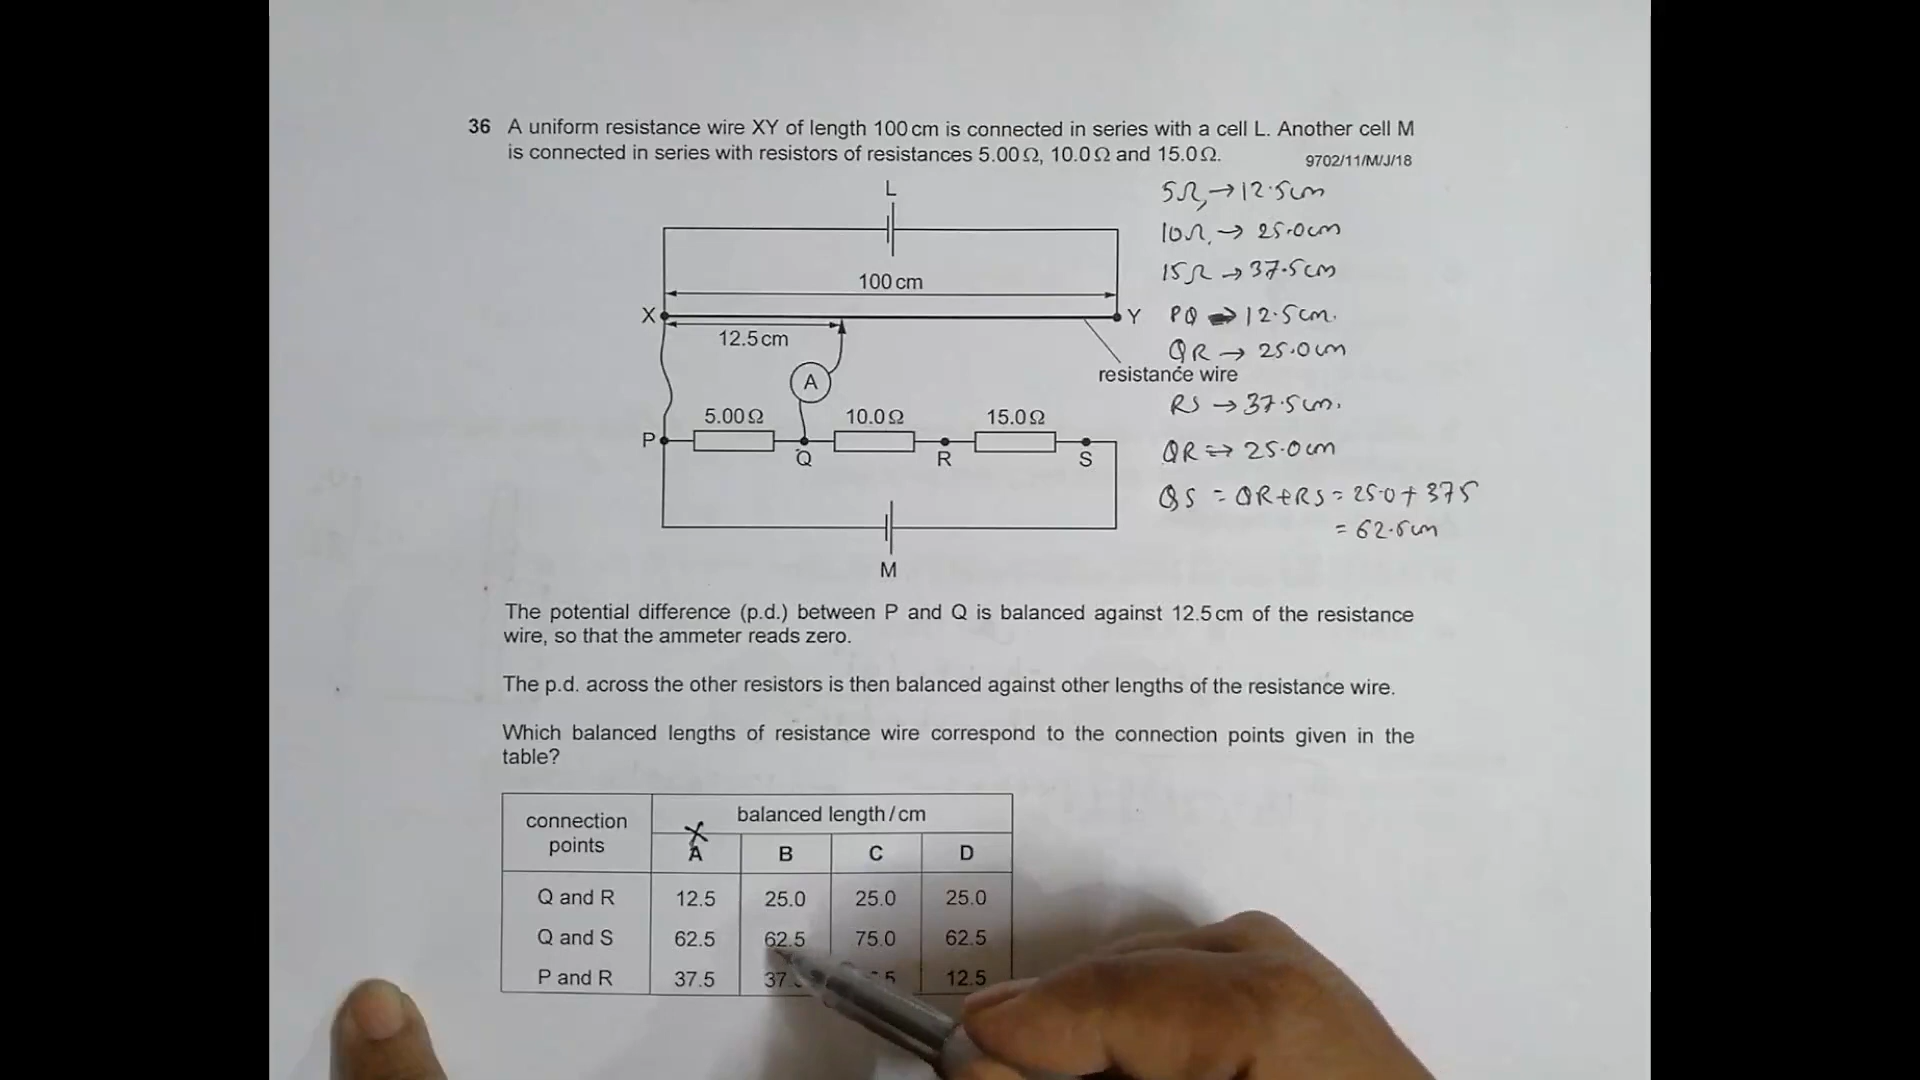 36 A uniform resistance wire XY of length 100 cm is connected in series with a cell L. Another cell M
is connected in series with resistors of resistances 5.00 Ω, 10.0 Ω and 15.0 Ω.
9702/11/M/J/18
L
100 cm
X
Y
12.5 cm
A
resistance wire
5.00 Ω
10.0 Ω
15.0 Ω
P
Q
R
S
M
5Ω, → 12.5cm
10Ω, → 25.0cm
15Ω → 37.5cm
PQ → 12.5cm.
QR → 25.0cm
RS → 37.5cm.
QR → 25.0cm
QS = QR+RS = 25.0+375
= 62.5cm
The potential difference (p.d.) between P and Q is balanced against 12.5 cm of the resistance
wire, so that the ammeter reads zero.
The p.d. across the other resistors is then balanced against other lengths of the resistance wire.
Which balanced lengths of resistance wire correspond to the connection points given in the
table?
connection
points
balanced length / cm
X
A B C D
Q and R 12.5 25.0 25.0 25.0
Q and S 62.5 62.5 75.0 62.5
P and R 37.5 12.5